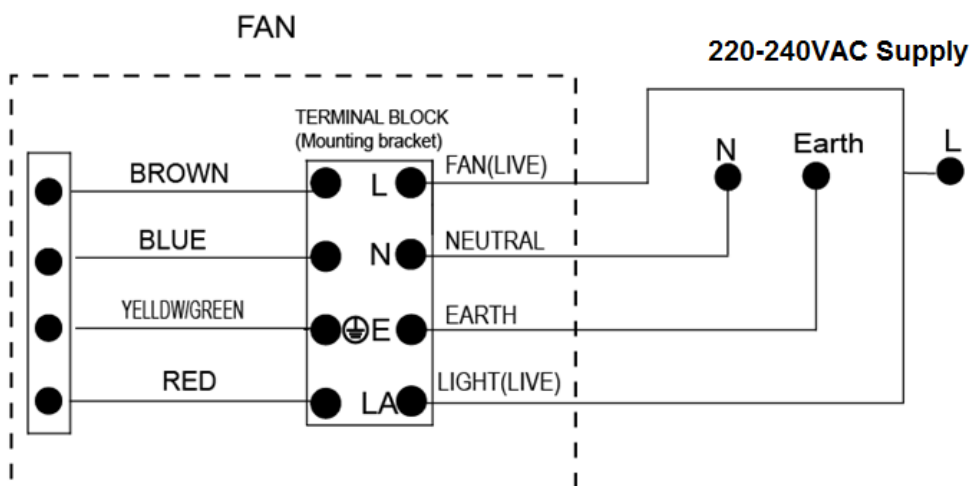 FAN
220-240VAC Supply
TERMINAL BLOCK
(Mounting bracket)
BROWN
L
FAN(LIVE)
N
Earth
L
BLUE
N
NEUTRAL
YELLDW/GREEN
E
EARTH
RED
LA
LIGHT(LIVE)